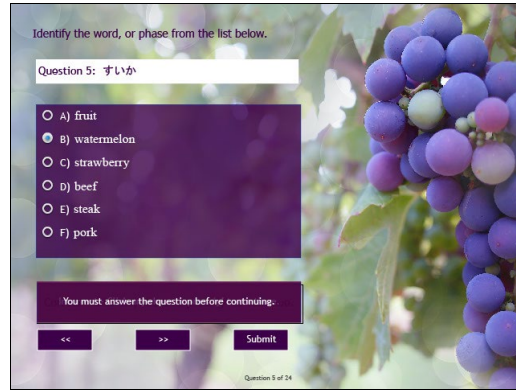 Identify the word, or phase from the list below.
Question 5: すいか
A) fruit
B) watermelon
C) strawberry
D) beef
E) steak
F) pork
You must answer the question before continuing.
<< >> Submit
Question 5 of 24